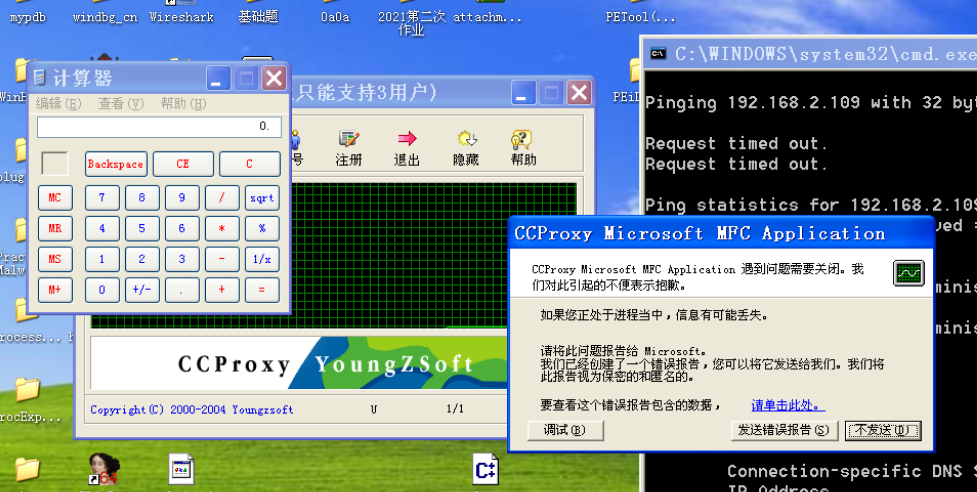 mypdb
windbg_cn
Wireshark
基础题
0a0a
2021第二次
作业
attachm...
PETool(...
计算器
编辑(E) 查看(V) 帮助(H)
0.
Backspace CE C
MC 7 8 9 / sqrt
MR 4 5 6 * %
MS 1 2 3 - 1/x
M+ 0 +/- . + =
只能支持3用户)
号 注册 退出 隐藏 帮助
CCProxy YoungZSoft
Copyright(C) 2000-2004 Youngzsoft U 1/1
C:\WINDOWS\system32\cmd.exe
Pinging 192.168.2.109 with 32 by
Request timed out.
Request timed out.
Ping statistics for 192.168.2.109
CCProxy Microsoft MFC Application
CCProxy Microsoft MFC Application 遇到问题需要关闭。我
们对此引起的不便表示抱歉。
如果您正处于进程当中，信息有可能丢失。
请将此问题报告给 Microsoft。
我们已经创建了一个错误报告，您可以将它发送给我们。我们将
此报告视为保密的和匿名的。
要查看这个错误报告包含的数据， 请单击此处。
调试(B) 发送错误报告(S) 不发送(D)
Connection-specific DNS S
IP Address
rocess...
rocExp...